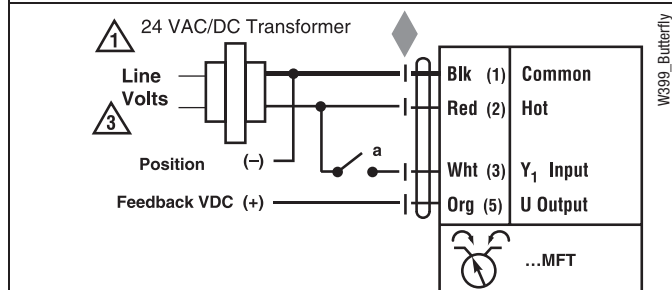 1
24 VAC/DC Transformer
Line
Volts
3
Position (–)
Feedback VDC (+)
a
Blk (1) Common
Red (2) Hot
Wht (3) Y1 Input
Org (5) U Output
...MFT
W399_Butterfly